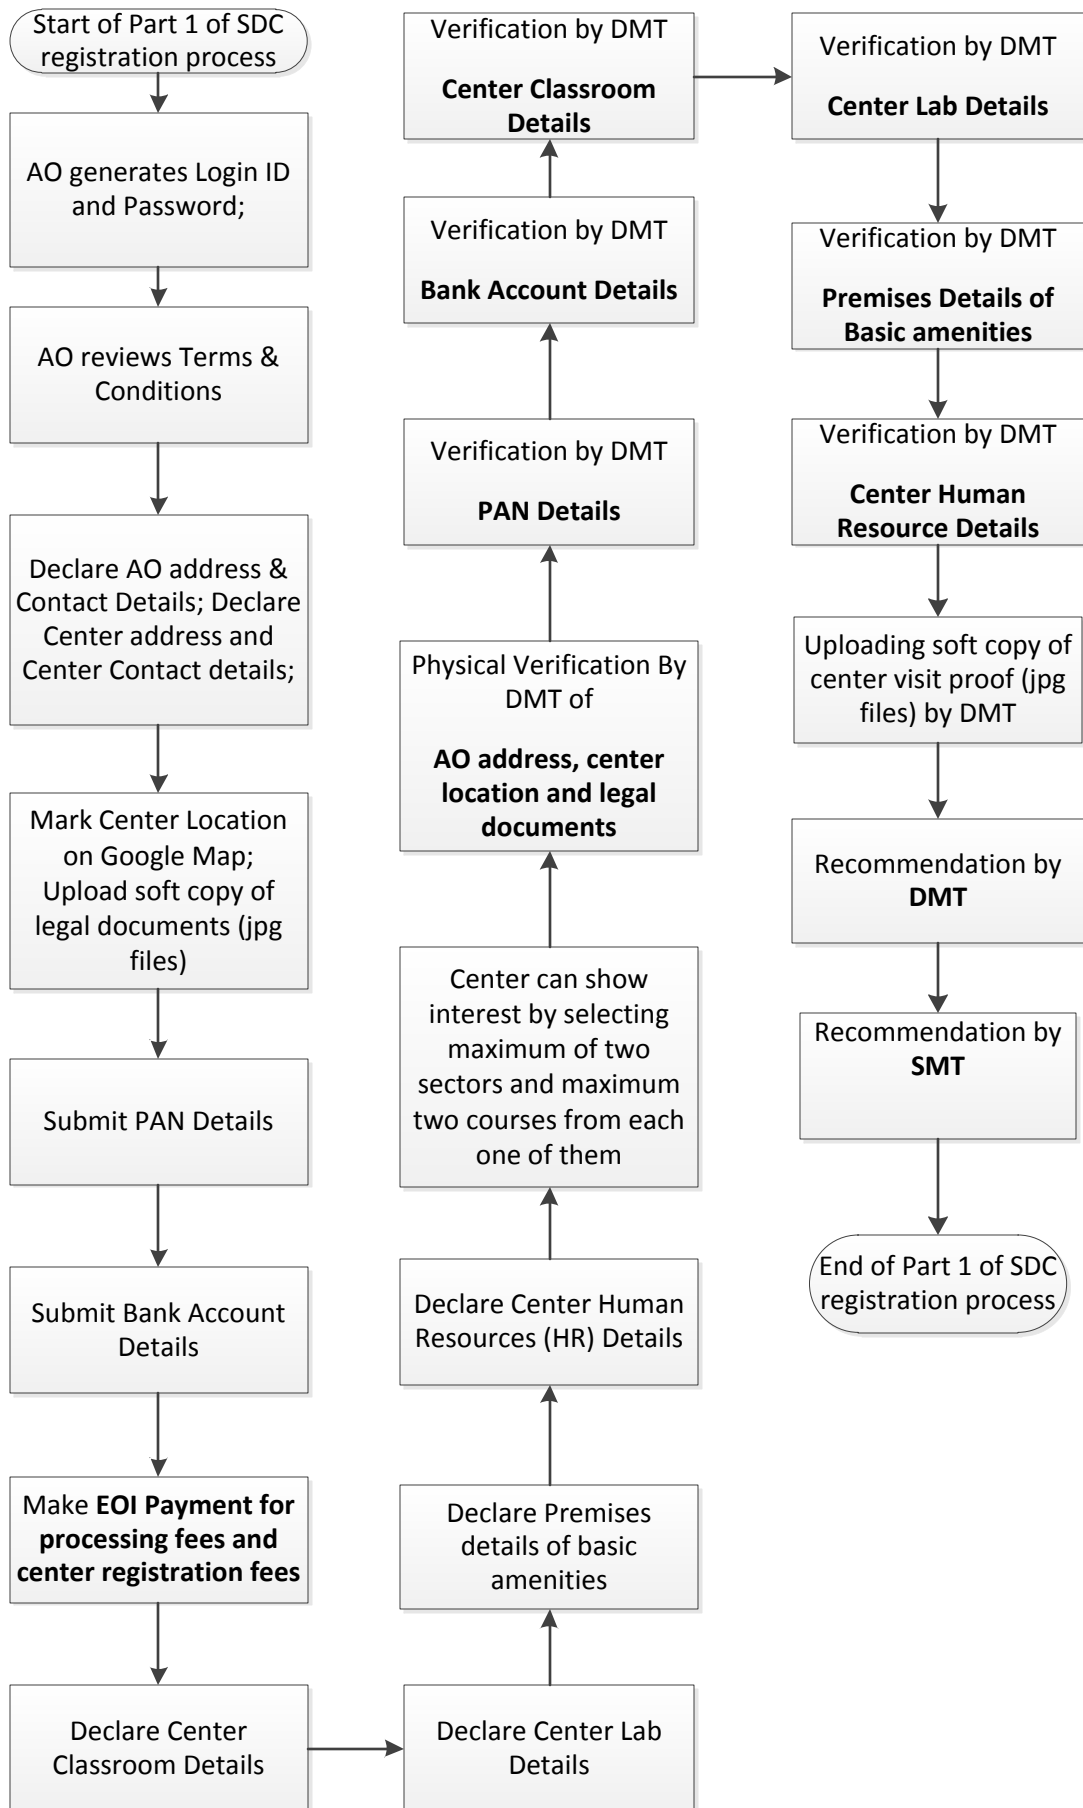 Start of Part 1 of SDC
registration process
AO generates Login ID
and Password;
AO reviews Terms &
Conditions
Declare AO address &
Contact Details; Declare
Center address and
Center Contact details;
Mark Center Location
on Google Map;
Upload soft copy of
legal documents (jpg
files)
Submit PAN Details
Submit Bank Account
Details
Make EOI Payment for
processing fees and
center registration fees
Declare Center
Classroom Details
Declare Center Lab
Details
Declare Premises
details of basic
amenities
Declare Center Human
Resources (HR) Details
Center can show
interest by selecting
maximum of two
sectors and maximum
two courses from each
one of them
Physical Verification By
DMT of
AO address, center
location and legal
documents
Verification by DMT
PAN Details
Verification by DMT
Bank Account Details
Verification by DMT
Center Classroom
Details
Verification by DMT
Center Lab Details
Verification by DMT
Premises Details of
Basic amenities
Verification by DMT
Center Human
Resource Details
Uploading soft copy of
center visit proof (jpg
files) by DMT
Recommendation by
DMT
Recommendation by
SMT
End of Part 1 of SDC
registration process